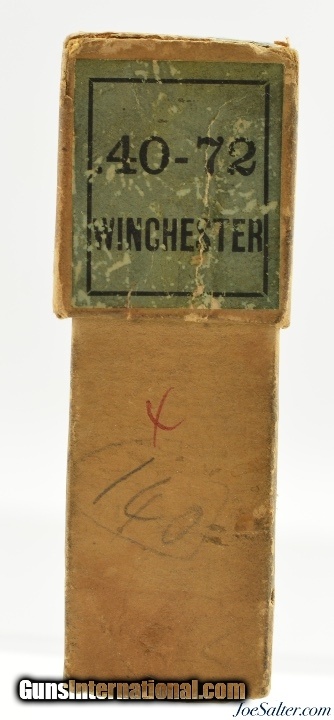 .40-72
WINCHESTER
X
140-
GunsInternational.com
JoeSalter.com